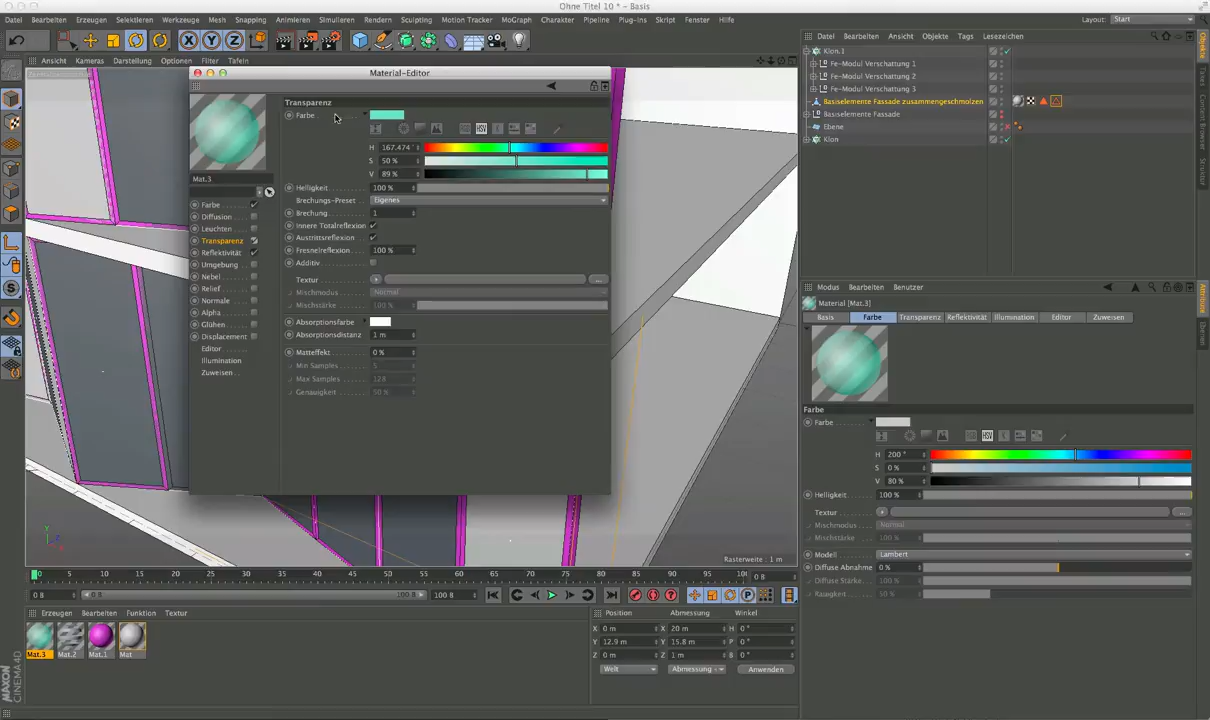 Ohne Titel 10 * - Basis
Datei Bearbeiten Erzeugen Selektieren Werkzeuge Mesh Snapping Animieren Simulieren Rendern Sculpting Motion Tracker MoGraph Charakter Pipeline Plug-ins Skript Fenster Hilfe
Layout: Start
Ansicht Kameras Darstellung Optionen Filter Tafeln
Datei Bearbeiten Ansicht Objekte Tags Lesezeichen
Klon.1
Fe-Modul Verschattung 1
Fe-Modul Verschattung 2
Fe-Modul Verschattung 3
Basiselemente Fassade zusammengeschmolzen
Basiselemente Fassade
Ebene
Klon
Material-Editor
Mat.3
Farbe
Diffusion
Leuchten
Transparenz
Reflektivität
Umgebung
Nebel
Relief
Normale
Alpha
Glühen
Displacement
Editor
Illumination
Zuweisen
Transparenz
Farbe
H 167.474°
S 50 %
V 89 %
Helligkeit 100 %
Brechungs-Preset Eigenes
Brechung 1
Innere Totalreflexion
Austrittsreflexion
Fresnelreflexion 100 %
Additiv
Textur
Mischmodus Normal
Mischstärke 100 %
Absorptionsfarbe
Absorptionsdistanz 1 m
Matteffekt 0 %
Min Samples 5
Max Samples 128
Genauigkeit 50 %
Modus Bearbeiten Benutzer
Material [Mat.3]
Basis Farbe Transparenz Reflektivität Illumination Editor Zuweisen
Farbe
Farbe
H 200°
S 0 %
V 80 %
Helligkeit 100 %
Textur
Mischmodus Normal
Mischstärke 100 %
Modell Lambert
Diffuse Abnahme 0 %
Diffuse Stärke 100 %
Rauigkeit 50 %
Rasterweite : 1 m
Y
X
0 5 10 15 20 25 30 35 40 45 50 55 60 65 70 75 80 85 90 95 0 B
0 B 0 B 100 B 100 B
Erzeugen Bearbeiten Funktion Textur
Mat.3 Mat.2 Mat.1 Mat
Position Abmessung Winkel
X 0 m X 20 m H 0 °
Y 12.9 m Y 15.8 m P 0 °
Z 0 m Z 1 m B 0 °
Welt Abmessung Anwenden
MAXON
CINEMA 4D
Objekte
Takes
Content Browser
Struktur
Attribute
Ebenen